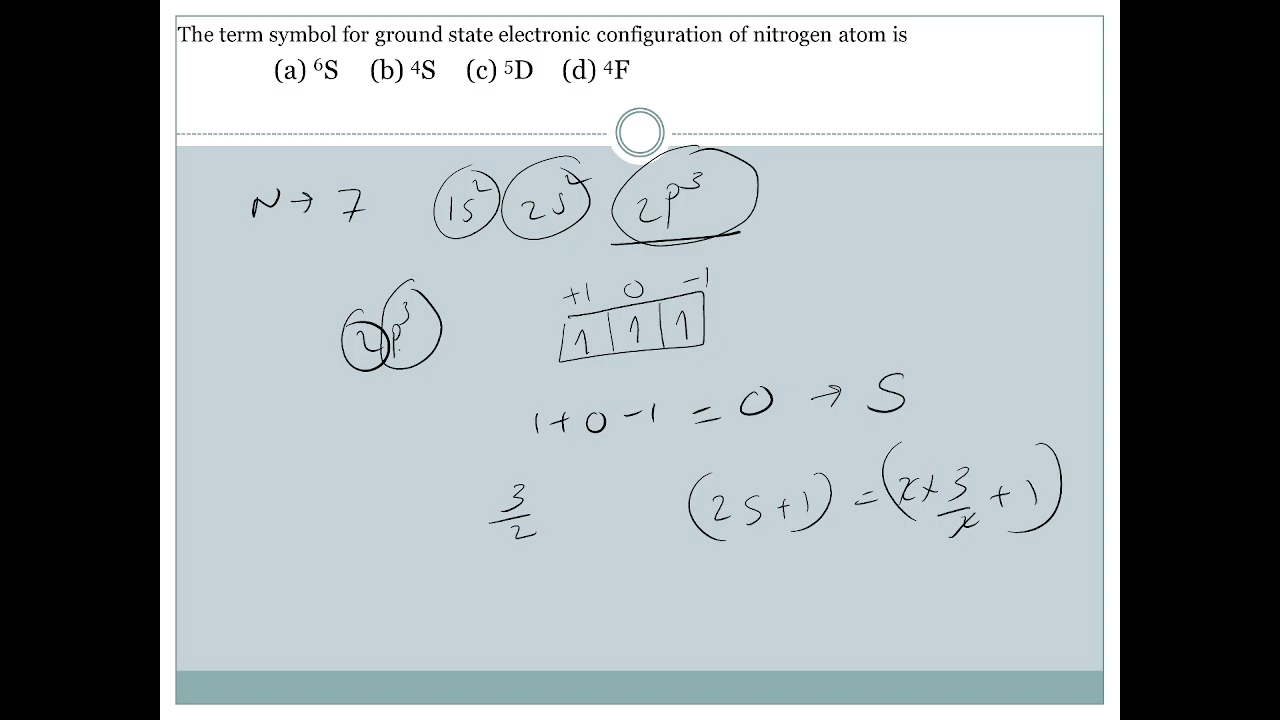 The term symbol for ground state electronic configuration of nitrogen atom is
(a) ⁶S (b) ⁴S (c) ⁵D (d) ⁴F
N → 7 1s² 2s² 2p³
+1 0 -1
2p³ 1 1 1
1+0-1 = 0 → S
3/2 (2S+1) = (2×3/2+1)